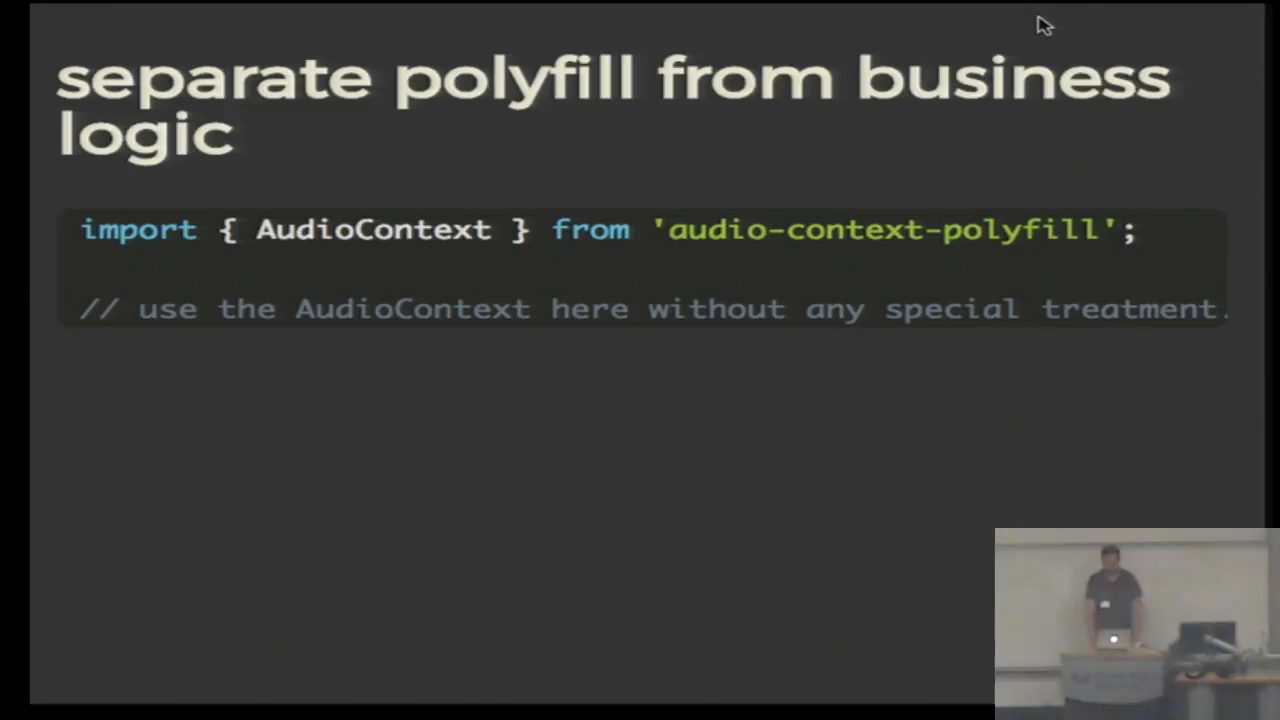 separate polyfill from business
logic
import { AudioContext } from 'audio-context-polyfill';
// use the AudioContext here without any special treatment.